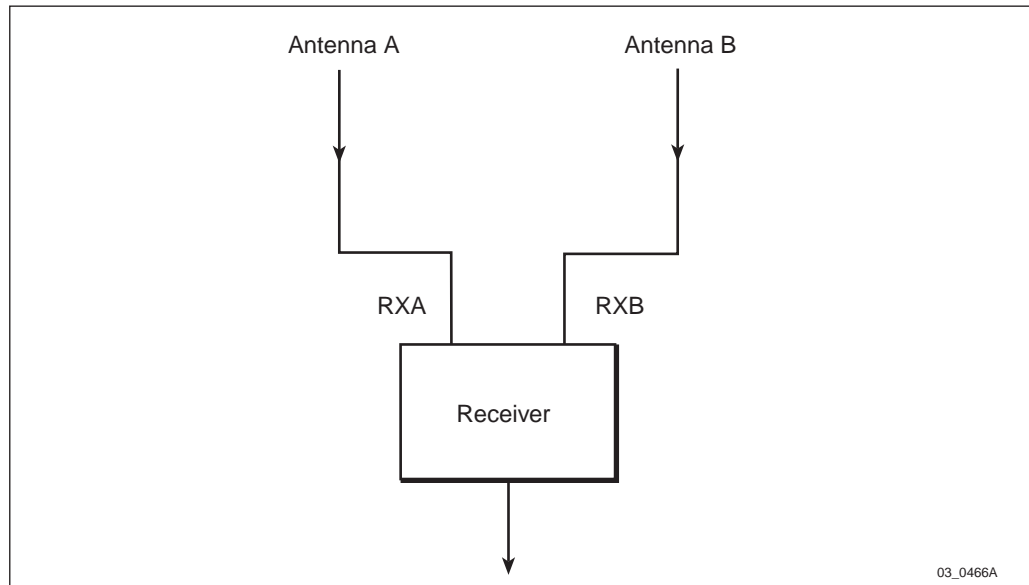 Antenna A
Antenna B
RXA
RXB
Receiver
03_0466A